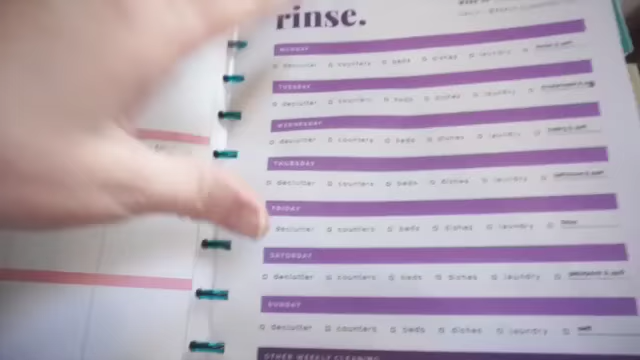 rinse.
MONDAY
declutter counters beds dishes laundry
TUESDAY
declutter counters beds dishes laundry
WEDNESDAY
declutter counters beds dishes laundry
THURSDAY
declutter counters beds dishes laundry
FRIDAY
declutter counters beds dishes laundry
SATURDAY
declutter counters beds dishes laundry
SUNDAY
declutter counters beds dishes laundry
OTHER WEEKLY CLEANING